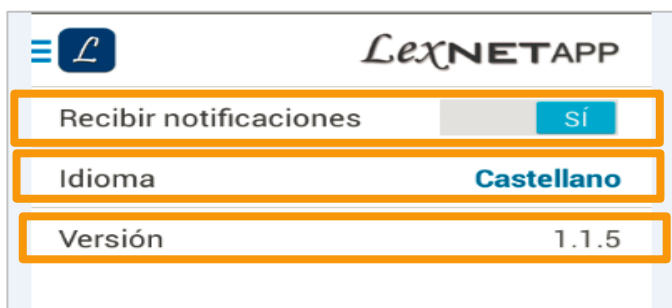 L LexNETAPP
Recibir notificaciones SÍ
Idioma Castellano
Versión 1.1.5